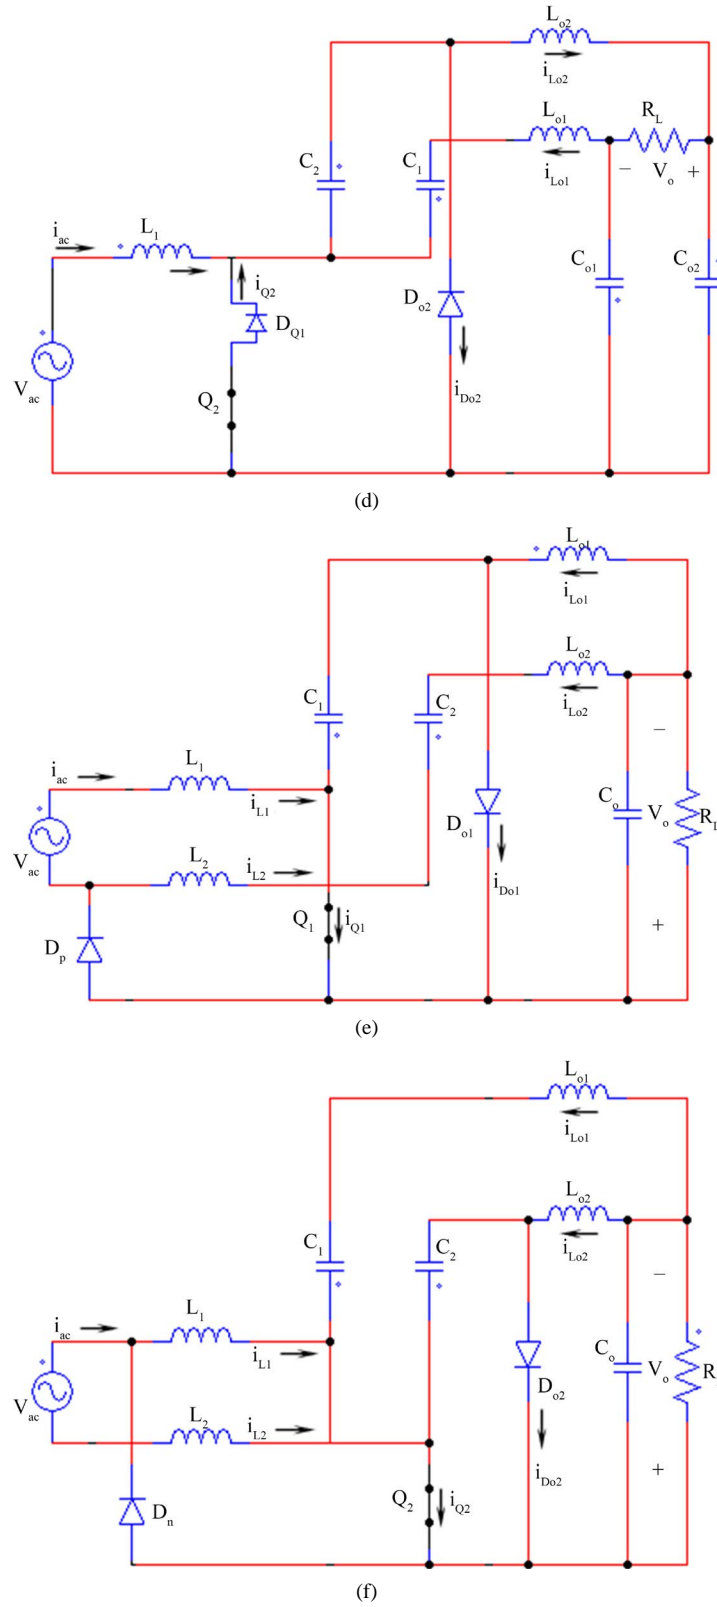 L_o2
i_Lo2
L_o1 R_L
C_2 C_1 i_Lo1 − V_o +
i_ac L_1
i_Q2 D_o2 C_o1 C_o2
D_Q1
V_ac Q_2 i_Do2
(d)
L_o1
i_Lo1
L_o2
C_1 C_2 i_Lo2
−
i_ac L_1
i_L1 D_o1 C_o V_o R_L
V_ac L_2 i_L2
i_Do1
Q_1 i_Q1
D_p +
(e)
L_o1
i_Lo1
L_o2
C_1 C_2 i_Lo2
−
i_ac L_1
i_L1 C_o V_o R
V_ac D_o2
L_2 i_L2
i_Do2 +
Q_2 i_Q2
D_n
(f)